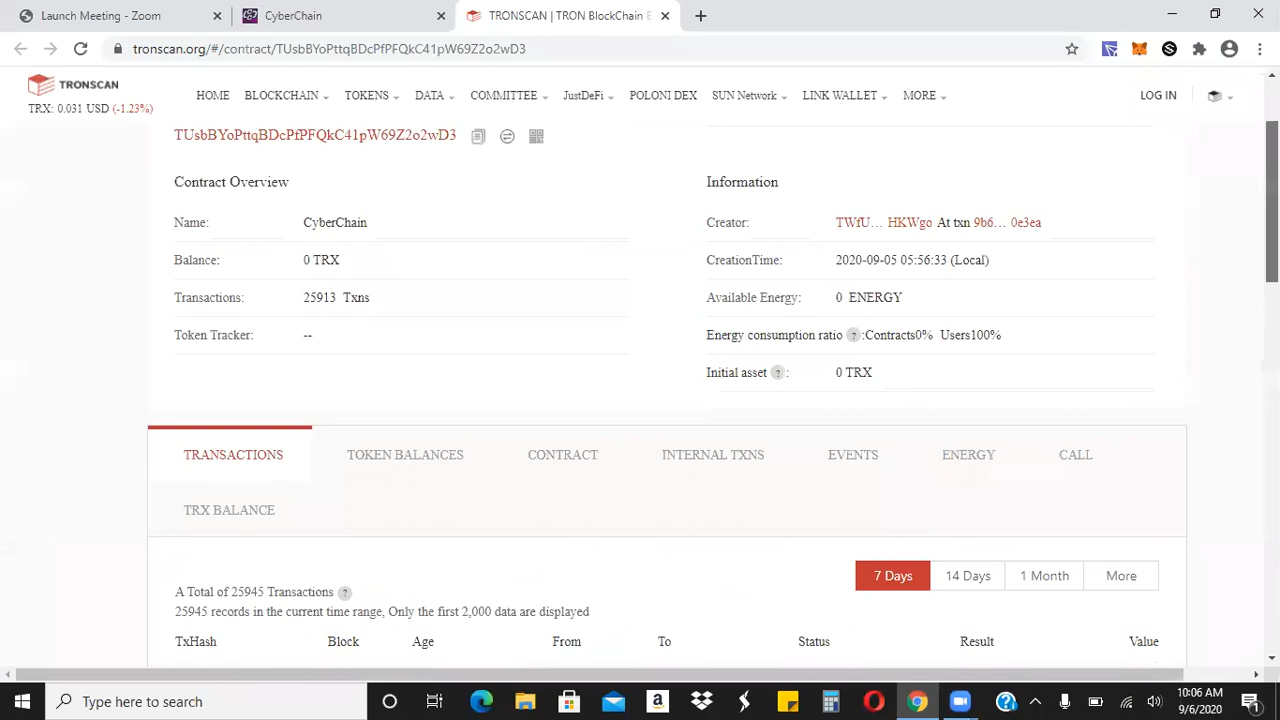 Launch Meeting - Zoom
CyberChain
TRONSCAN | TRON BlockChain E
tronscan.org/#/contract/TUsbBYoPttqBDcPfPFQkC41pW69Z2o2wD3
TRONSCAN
TRX: 0.031 USD (-1.23%)
HOME BLOCKCHAIN TOKENS DATA COMMITTEE JustDeFi POLONI DEX SUN Network LINK WALLET MORE LOG IN
TUsbBYoPttqBDcPfPFQkC41pW69Z2o2wD3
Contract Overview
Name: CyberChain
Balance: 0 TRX
Transactions: 25913 Txns
Token Tracker: --
Information
Creator: TWfU... HKWgo At txn 9b6... 0e3ea
CreationTime: 2020-09-05 05:56:33 (Local)
Available Energy: 0 ENERGY
Energy consumption ratio ? :Contracts0% Users100%
Initial asset ? : 0 TRX
TRANSACTIONS TOKEN BALANCES CONTRACT INTERNAL TXNS EVENTS ENERGY CALL
TRX BALANCE
7 Days 14 Days 1 Month More
A Total of 25945 Transactions ?
25945 records in the current time range, Only the first 2,000 data are displayed
TxHash Block Age From To Status Result Value
Type here to search
10:06 AM
9/6/2020
1